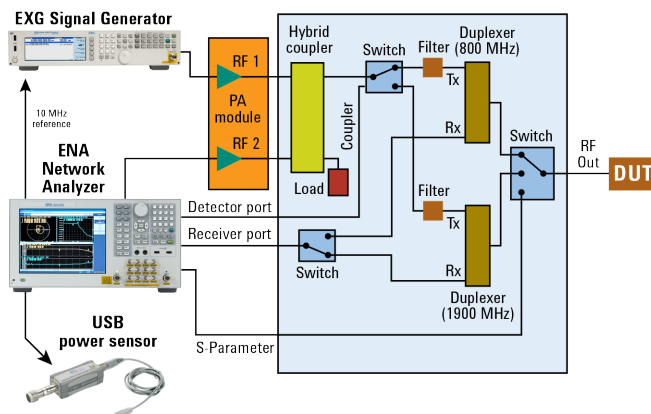 EXG Signal Generator
10 MHz
reference
ENA
Network
Analyzer
USB
power sensor
RF 1
PA
module
RF 2
Hybrid
coupler
Load
Coupler
Switch
Filter
Tx
Duplexer
(800 MHz)
Rx
Switch
RF
Out
DUT
Detector port
Receiver port
Switch
Filter
Tx
Rx
Duplexer
(1900 MHz)
S-Parameter